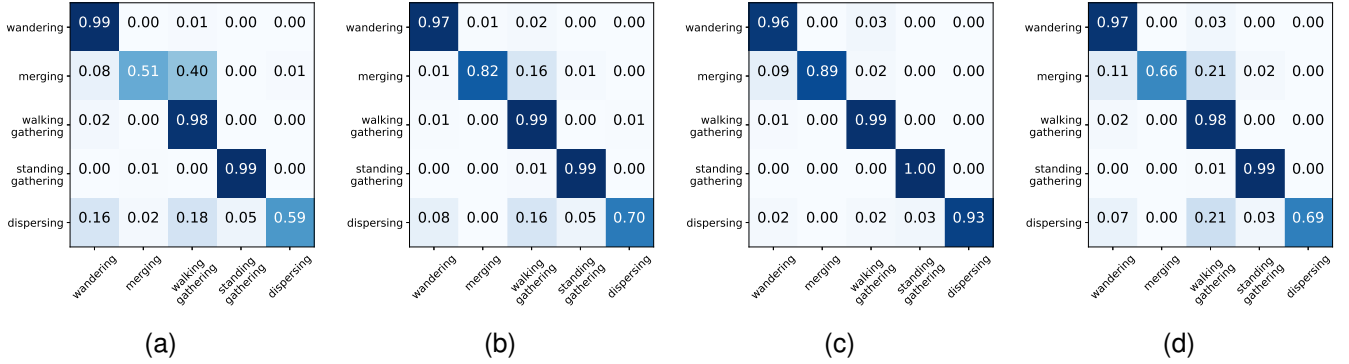 wandering 0.99 0.00 0.01 0.00 0.00
merging 0.08 0.51 0.40 0.00 0.01
walking
gathering 0.02 0.00 0.98 0.00 0.00
standing
gathering 0.00 0.01 0.00 0.99 0.00
dispersing 0.16 0.02 0.18 0.05 0.59
wandering
merging
walking
gathering
standing
gathering
dispersing
(a)
wandering 0.97 0.01 0.02 0.00 0.00
merging 0.01 0.82 0.16 0.01 0.00
walking
gathering 0.01 0.00 0.99 0.00 0.01
standing
gathering 0.00 0.00 0.01 0.99 0.00
dispersing 0.08 0.00 0.16 0.05 0.70
wandering
merging
walking
gathering
standing
gathering
dispersing
(b)
wandering 0.96 0.00 0.03 0.00 0.00
merging 0.09 0.89 0.02 0.00 0.00
walking
gathering 0.01 0.00 0.99 0.00 0.00
standing
gathering 0.00 0.00 0.00 1.00 0.00
dispersing 0.02 0.00 0.02 0.03 0.93
wandering
merging
walking
gathering
standing
gathering
dispersing
(c)
wandering 0.97 0.00 0.03 0.00 0.00
merging 0.11 0.66 0.21 0.02 0.00
walking
gathering 0.02 0.00 0.98 0.00 0.00
standing
gathering 0.00 0.00 0.01 0.99 0.00
dispersing 0.07 0.00 0.21 0.03 0.69
wandering
merging
walking
gathering
standing
gathering
dispersing
(d)